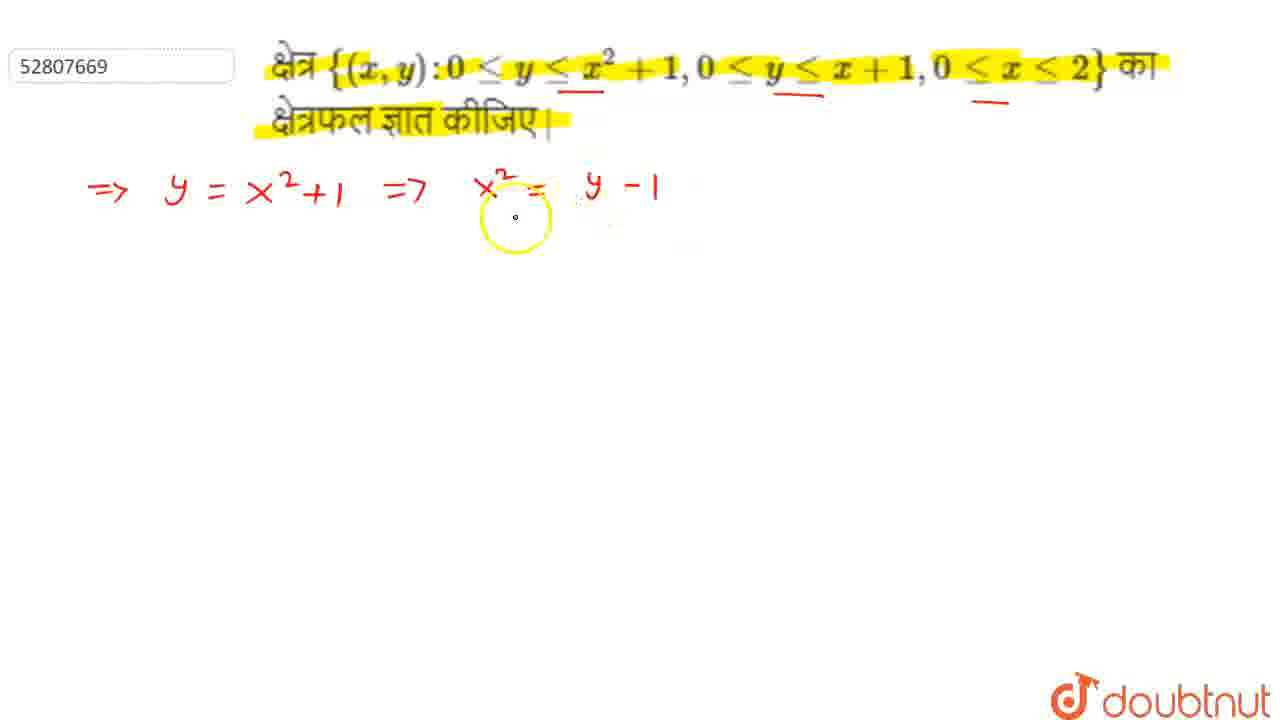 52807669
क्षेत्र {(x, y) : 0 ≤ y ≤ x² + 1, 0 ≤ y ≤ x + 1, 0 ≤ x ≤ 2} का
क्षेत्रफल ज्ञात कीजिए|
=> y = x² + 1 => x² = y - 1
doubtnut